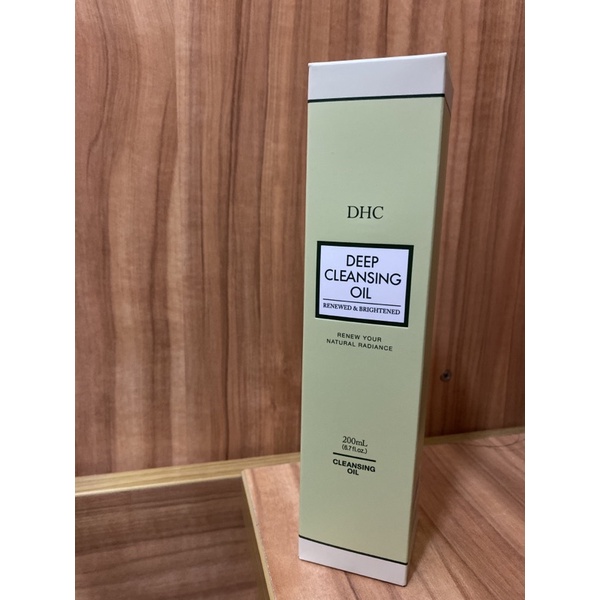 DHC
DEEP
CLEANSING
OIL
RENEWED & BRIGHTENED
RENEW YOUR
NATURAL RADIANCE
200mL
(6.7 fl.oz.)
CLEANSING
OIL